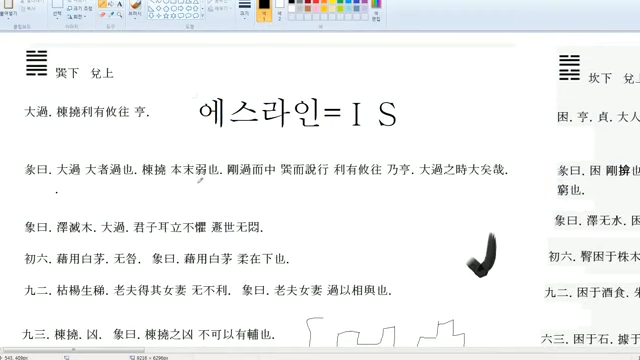 巽下 兌上
大過. 棟撓利有攸往 亨.
에스라인= I S
彖曰. 大過 大者過也. 棟撓 本末弱也. 剛過而中 巽而說行 利有攸往 乃亨. 大過之時大矣哉.
.
象曰. 澤滅木. 大過. 君子以獨立不懼 遯世无悶.
初六. 藉用白茅. 无咎. 象曰. 藉用白茅 柔在下也.
九二. 枯楊生稊. 老夫得其女妻 无不利. 象曰. 老夫女妻 過以相與也.
九三. 棟撓. 凶. 象曰. 棟撓之凶 不可以有輔也.
坎下 兌上
困. 亨. 貞. 大人
彖曰. 困 剛揜也
窮也.
象曰. 澤无水. 困
初六. 臀困于株木
九二. 困于酒食.
六三. 困于石. 據于